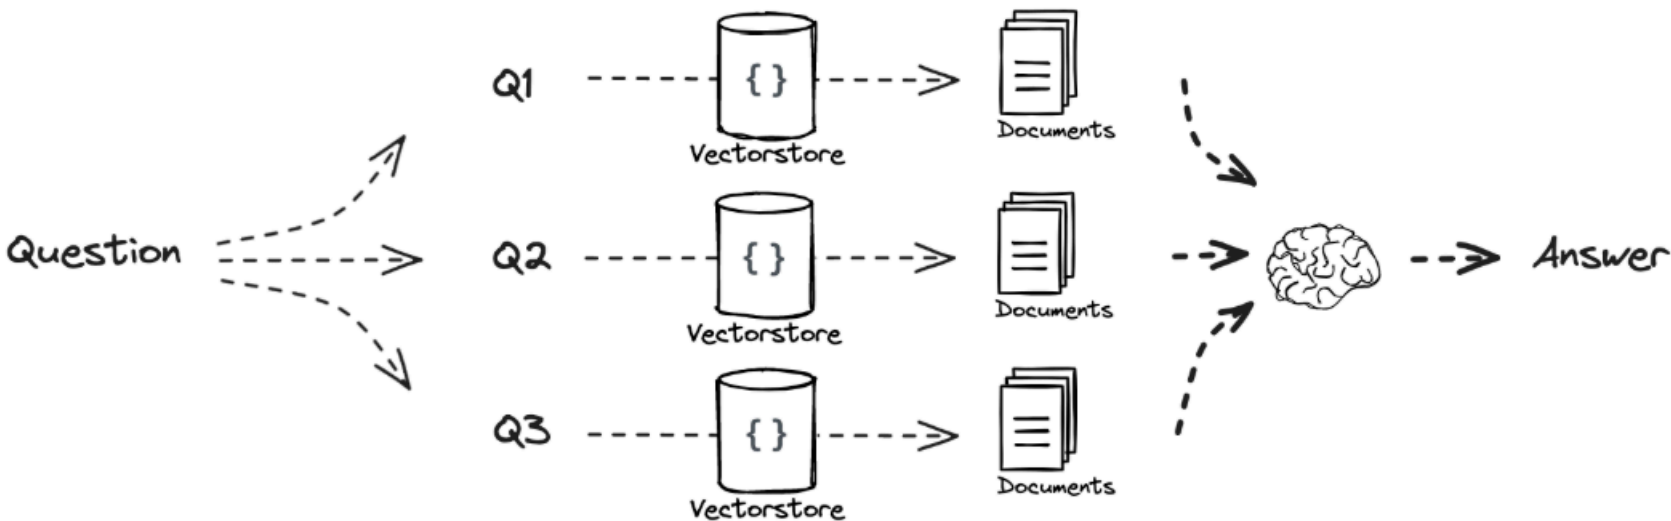 Question
Q1
{ }
Vectorstore
Documents
Q2
{ }
Vectorstore
Documents
Q3
{ }
Vectorstore
Documents
Answer